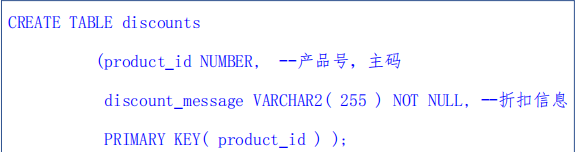 CREATE TABLE discounts
(product_id NUMBER, --产品号，主码
discount_message VARCHAR2( 255 ) NOT NULL, --折扣信息
PRIMARY KEY( product_id ) );